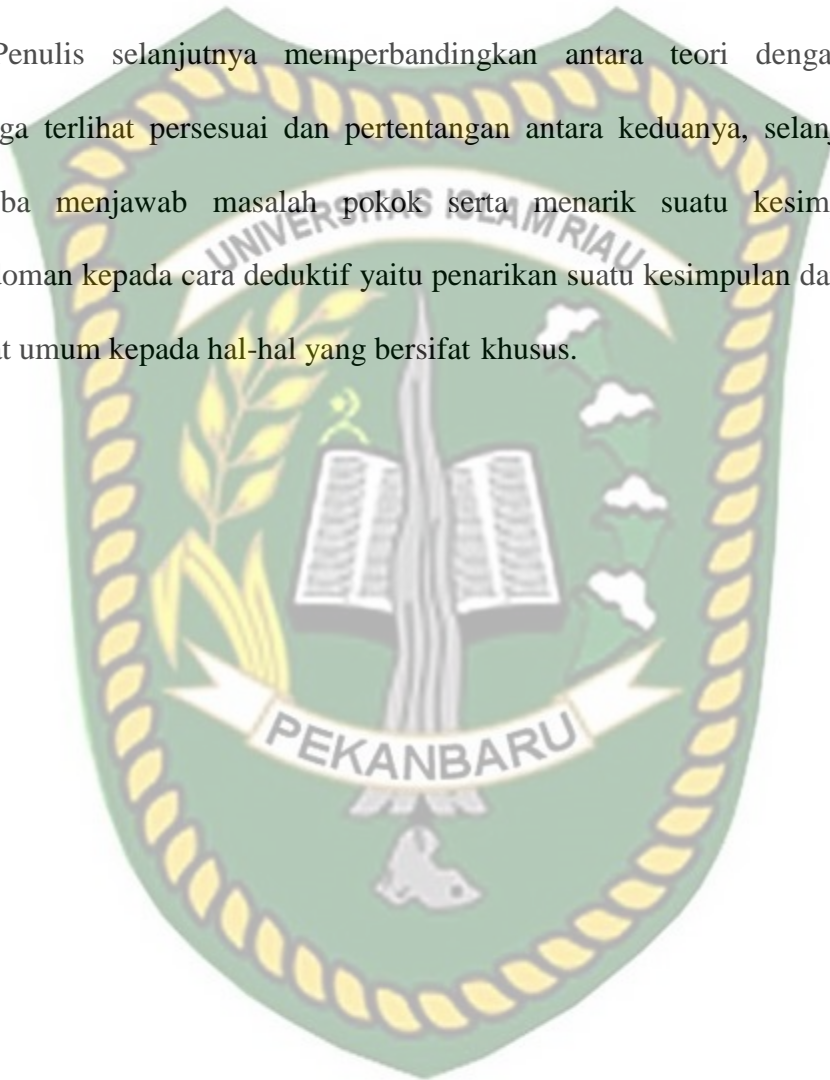 Penulis selanjutnya memperbandingkan antara teori denga
ga terlihat persesuai dan pertentangan antara keduanya, selanj
ba menjawab masalah pokok serta menarik suatu kesim
oman kepada cara deduktif yaitu penarikan suatu kesimpulan da
t umum kepada hal-hal yang bersifat khusus.
UNIVERSITAS ISLAM RIAU
PEKANBARU